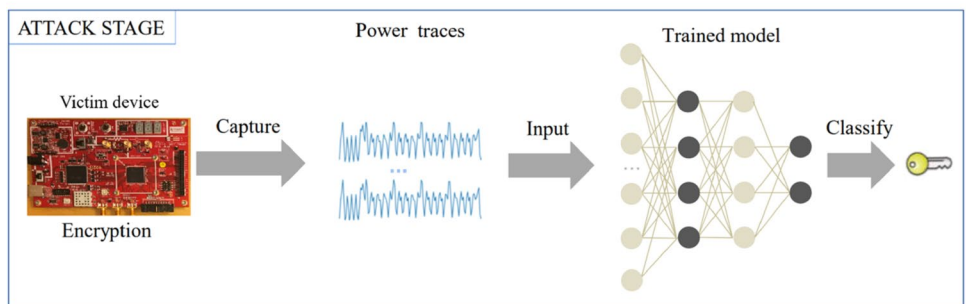 ATTACK STAGE
Power traces
Trained model
Victim device
Capture
Input
Classify
Encryption